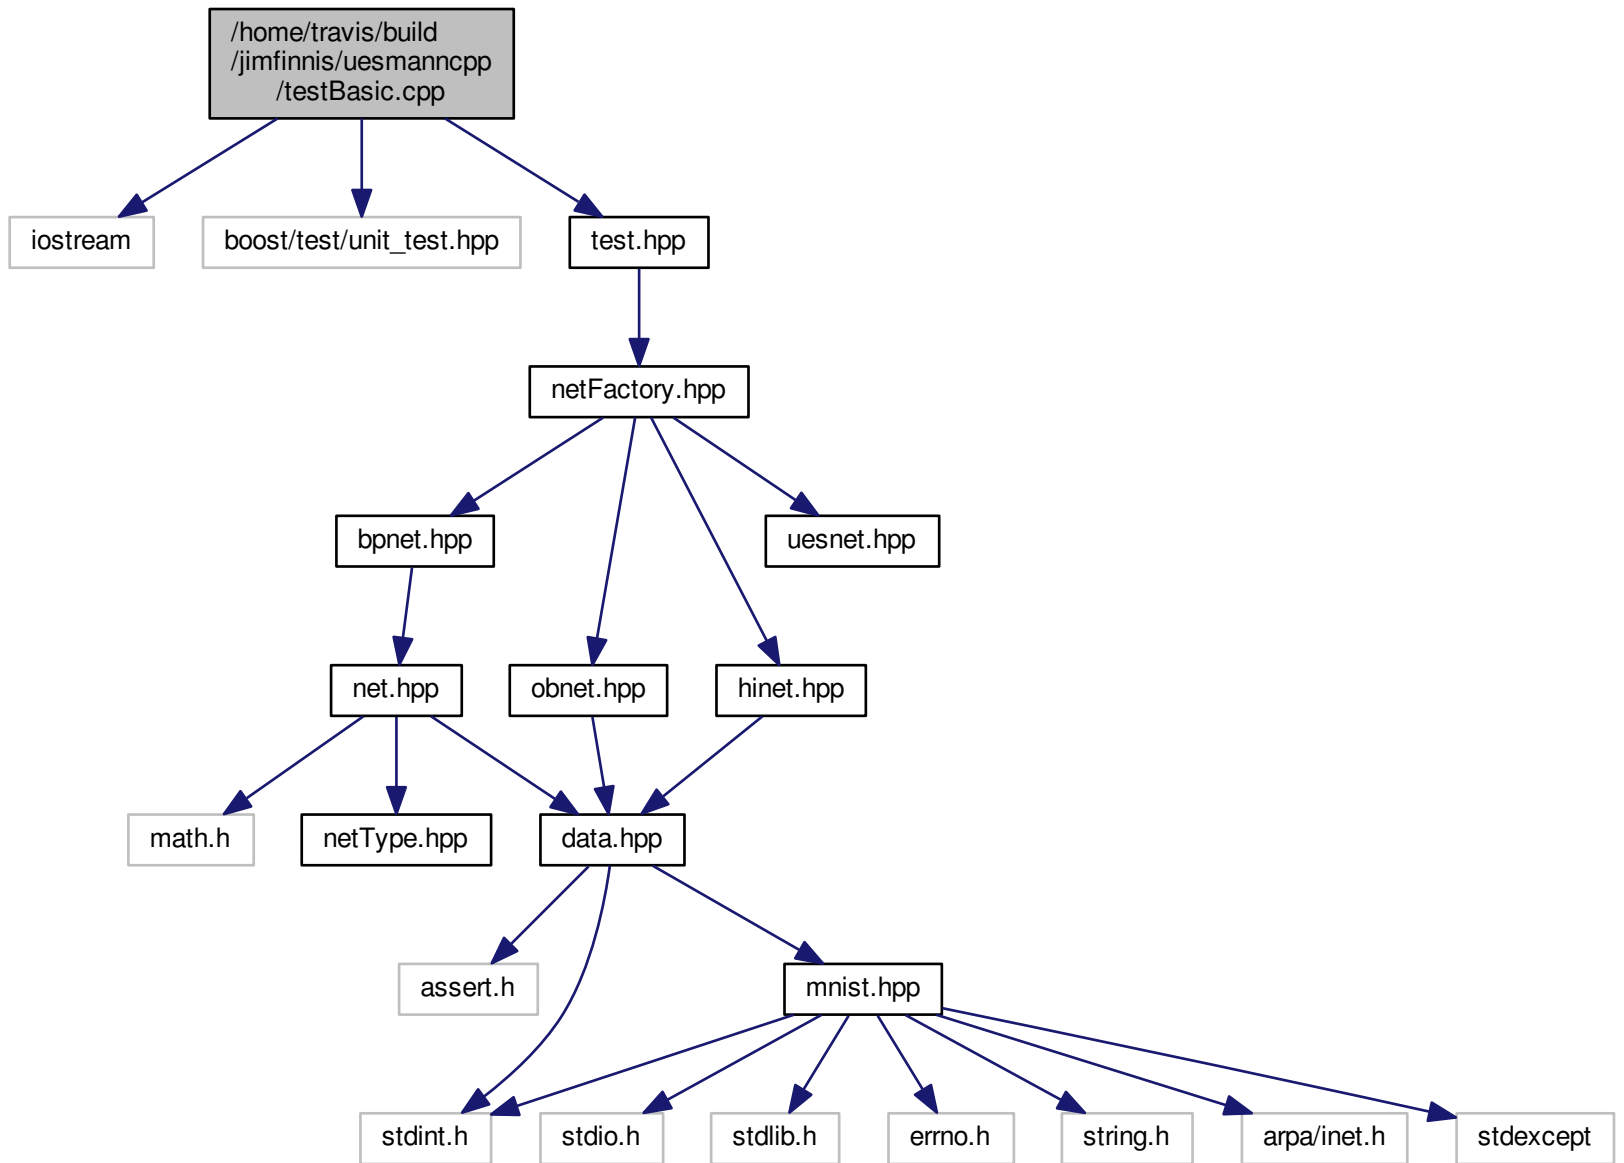 /home/travis/build
/jimfinnis/uesmanncpp
/testBasic.cpp
iostream
boost/test/unit_test.hpp
test.hpp
netFactory.hpp
bpnet.hpp
uesnet.hpp
net.hpp
obnet.hpp
hinet.hpp
math.h
netType.hpp
data.hpp
assert.h
mnist.hpp
stdint.h
stdio.h
stdlib.h
errno.h
string.h
arpa/inet.h
stdexcept